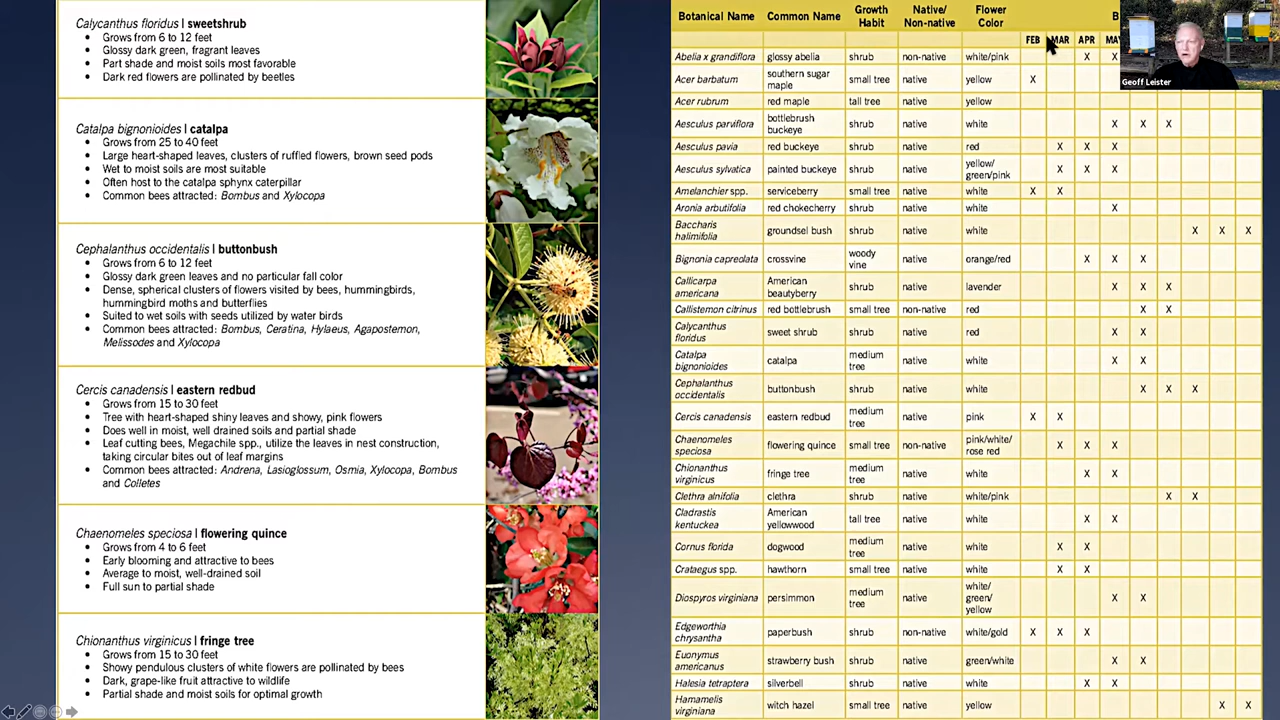 Calycanthus floridus | sweetshrub
• Grows from 6 to 12 feet
• Glossy dark green, fragrant leaves
• Part shade and moist soils most favorable
• Dark red flowers are pollinated by beetles
Catalpa bignonioides | catalpa
• Grows from 25 to 40 feet
• Large heart-shaped leaves, clusters of ruffled flowers, brown seed pods
• Wet to moist soils are most suitable
• Often host to the catalpa sphynx caterpillar
• Common bees attracted: Bombus and Xylocopa
Cephalanthus occidentalis | buttonbush
• Grows from 6 to 12 feet
• Glossy dark green leaves and no particular fall color
• Dense, spherical clusters of flowers visited by bees, hummingbirds,
hummingbird moths and butterflies
Suited to wet soils with seeds utilized by water birds
• Common bees attracted: Bombus, Ceratina, Hylaeus, Agapostemon,
Melissodes and Xylocopa
Cercis canadensis | eastern redbud
• Grows from 15 to 30 feet
• Tree with heart-shaped shiny leaves and showy, pink flowers
• Does well in moist, well drained soils and partial shade
• Leaf cutting bees, Megachile spp., utilize the leaves in nest construction,
taking circular bites out of leaf margins
• Common bees attracted: Andrena, Lasioglossum, Osmia, Xylocopa, Bombus
and Colletes
Chaenomeles speciosa | flowering quince
• Grows from 4 to 6 feet
• Early blooming and attractive to bees
• Average to moist, well-drained soil
• Full sun to partial shade
Chionanthus virginicus | fringe tree
• Grows from 15 to 30 feet
• Showy pendulous clusters of white flowers are pollinated by bees
• Dark, grape-like fruit attractive to wildlife
• Partial shade and moist soils for optimal growth
Botanical Name Common Name Growth Habit Native/ Non-native Flower Color B
FEB MAR APR MAY
Abelia x grandiflora glossy abelia shrub non-native white/pink X X
Acer barbatum southern sugar maple small tree native yellow X
Acer rubrum red maple tall tree native yellow
Aesculus parviflora bottlebrush buckeye shrub native white X X X
Aesculus pavia red buckeye shrub native red X X X
Aesculus sylvatica painted buckeye shrub native yellow/ green/pink X X X
Amelanchier spp. serviceberry small tree native white X X
Aronia arbutifolia red chokecherry shrub native white X
Baccharis halimifolia groundsel bush shrub native white X X X
Bignonia capreolata crossvine woody vine native orange/red X X X
Callicarpa americana American beautyberry shrub native lavender X X X
Callistemon citrinus red bottlebrush small tree non-native red X X
Calycanthus floridus sweet shrub shrub native red X X
Catalpa bignonioides catalpa medium tree native white X X
Cephalanthus occidentalis buttonbush shrub native white X X X
Cercis canadensis eastern redbud medium tree native pink X X
Chaenomeles speciosa flowering quince small tree non-native pink/white/ rose red X X X
Chionanthus virginicus fringe tree medium tree native white X X
Clethra alnifolia clethra shrub native white/pink X X
Cladrastis kentuckea American yellowwood tall tree native white X X
Cornus florida dogwood medium tree native white X X
Crataegus spp. hawthorn small tree native white X X
Diospyros virginiana persimmon medium tree native white/ green/ yellow X X
Edgeworthia chrysantha paperbush shrub non-native white/gold X X X
Euonymus americanus strawberry bush shrub native green/white X X
Halesia tetraptera silverbell shrub native white X X
Hamamelis virginiana witch hazel small tree native yellow X X
Geoff Leister